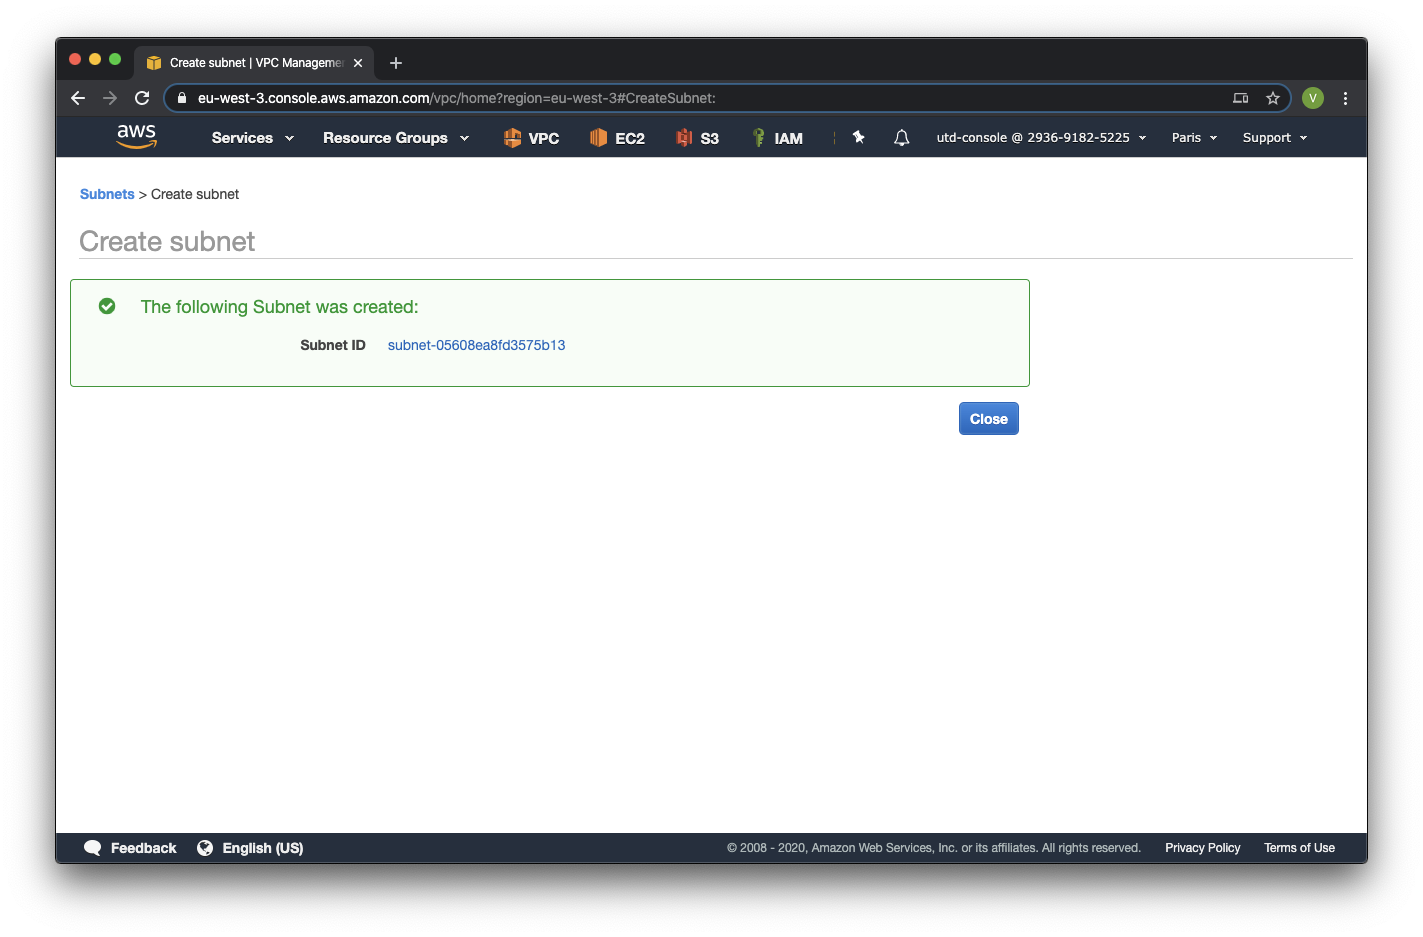 Create subnet | VPC Manageme
eu-west-3.console.aws.amazon.com/vpc/home?region=eu-west-3#CreateSubnet:
V
aws Services Resource Groups VPC EC2 S3 IAM utd-console @ 2936-9182-5225 Paris Support
Subnets > Create subnet
Create subnet
The following Subnet was created:
Subnet ID subnet-05608ea8fd3575b13
Close
Feedback English (US) © 2008 - 2020, Amazon Web Services, Inc. or its affiliates. All rights reserved. Privacy Policy Terms of Use